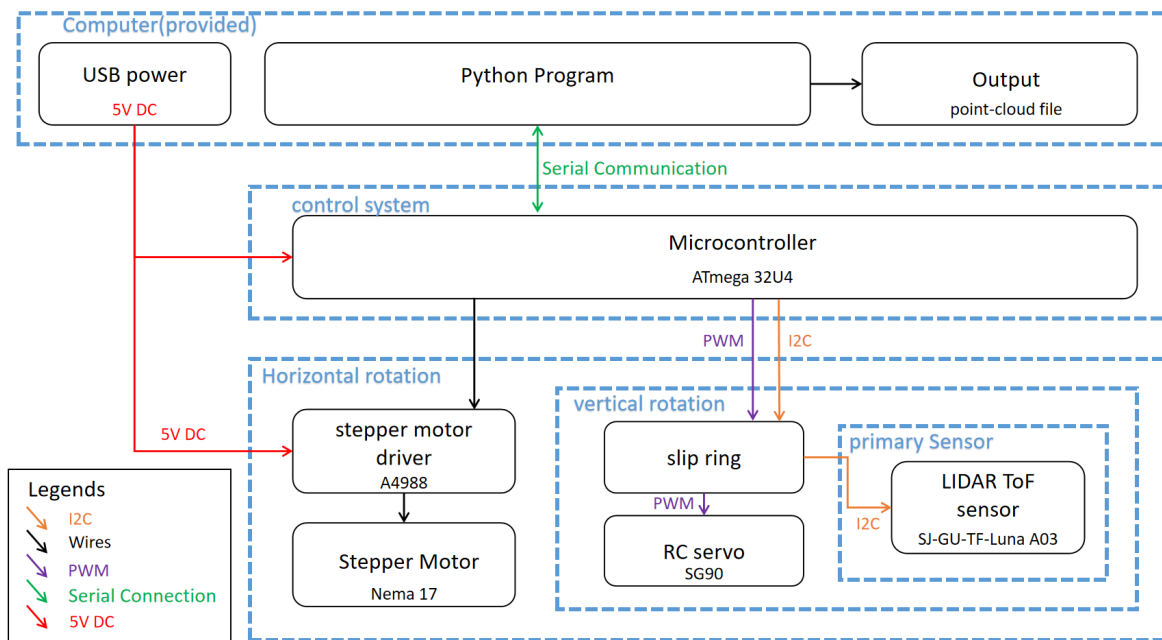 Computer(provided)
USB power
5V DC
Python Program
Output
point-cloud file
Serial Communication
control system
Microcontroller
ATmega 32U4
PWM
I2C
Horizontal rotation
vertical rotation
5V DC
stepper motor
driver
A4988
slip ring
primary Sensor
LIDAR ToF
sensor
SJ-GU-TF-Luna A03
I2C
PWM
RC servo
SG90
Stepper Motor
Nema 17
Legends
I2C
Wires
PWM
Serial Connection
5V DC